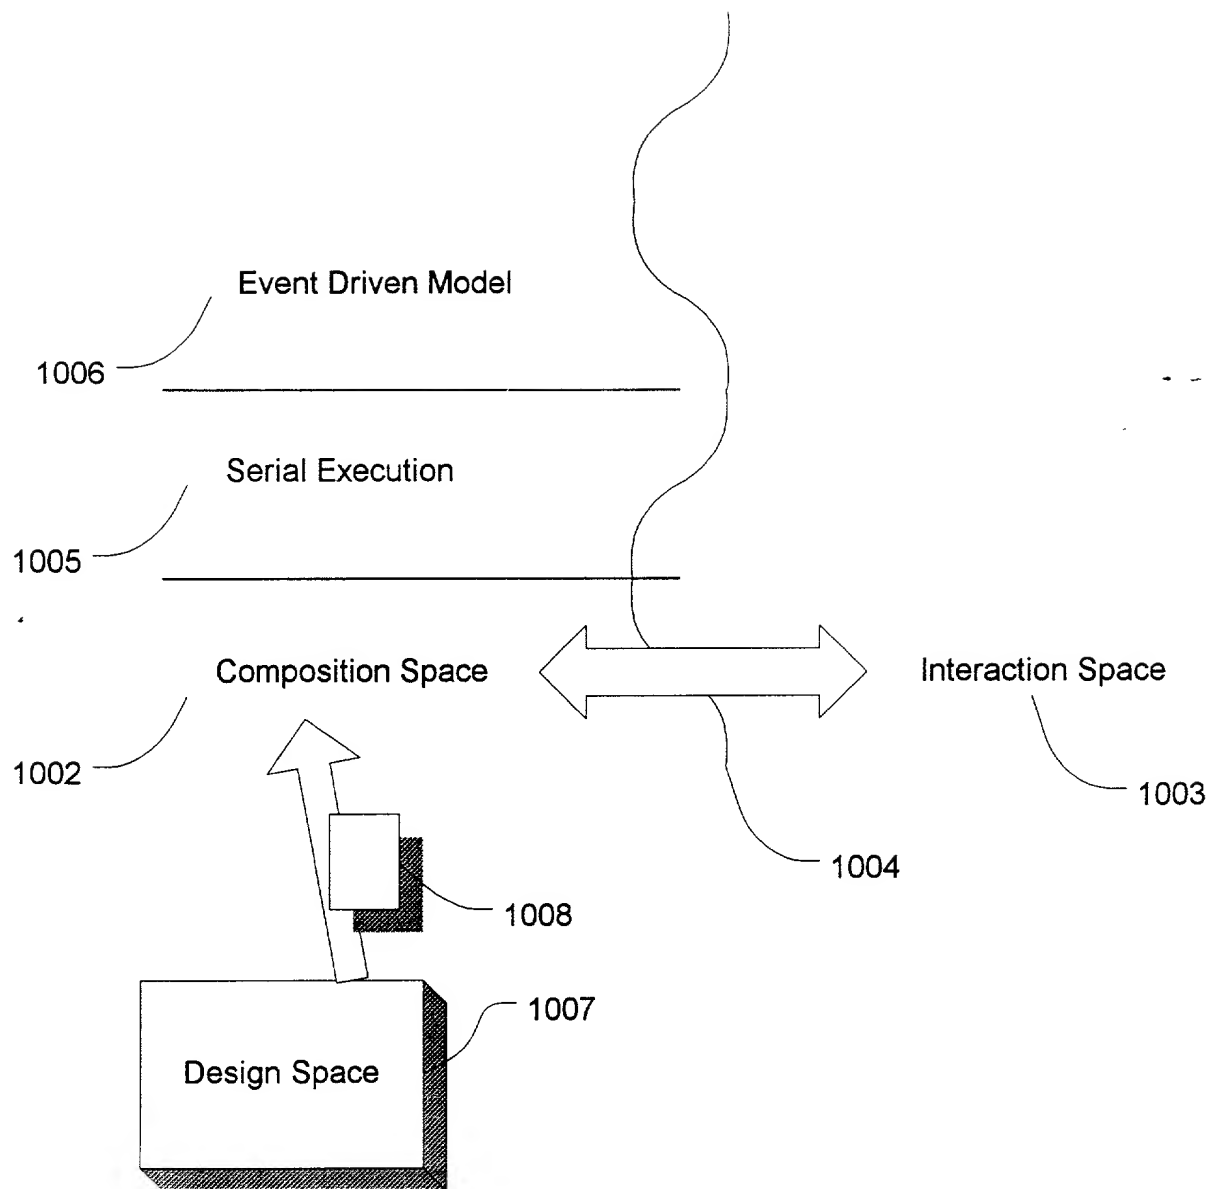 Event Driven Model
1006
Serial Execution
1005
Composition Space
Interaction Space
1002
1003
1004
1008
1007
Design Space